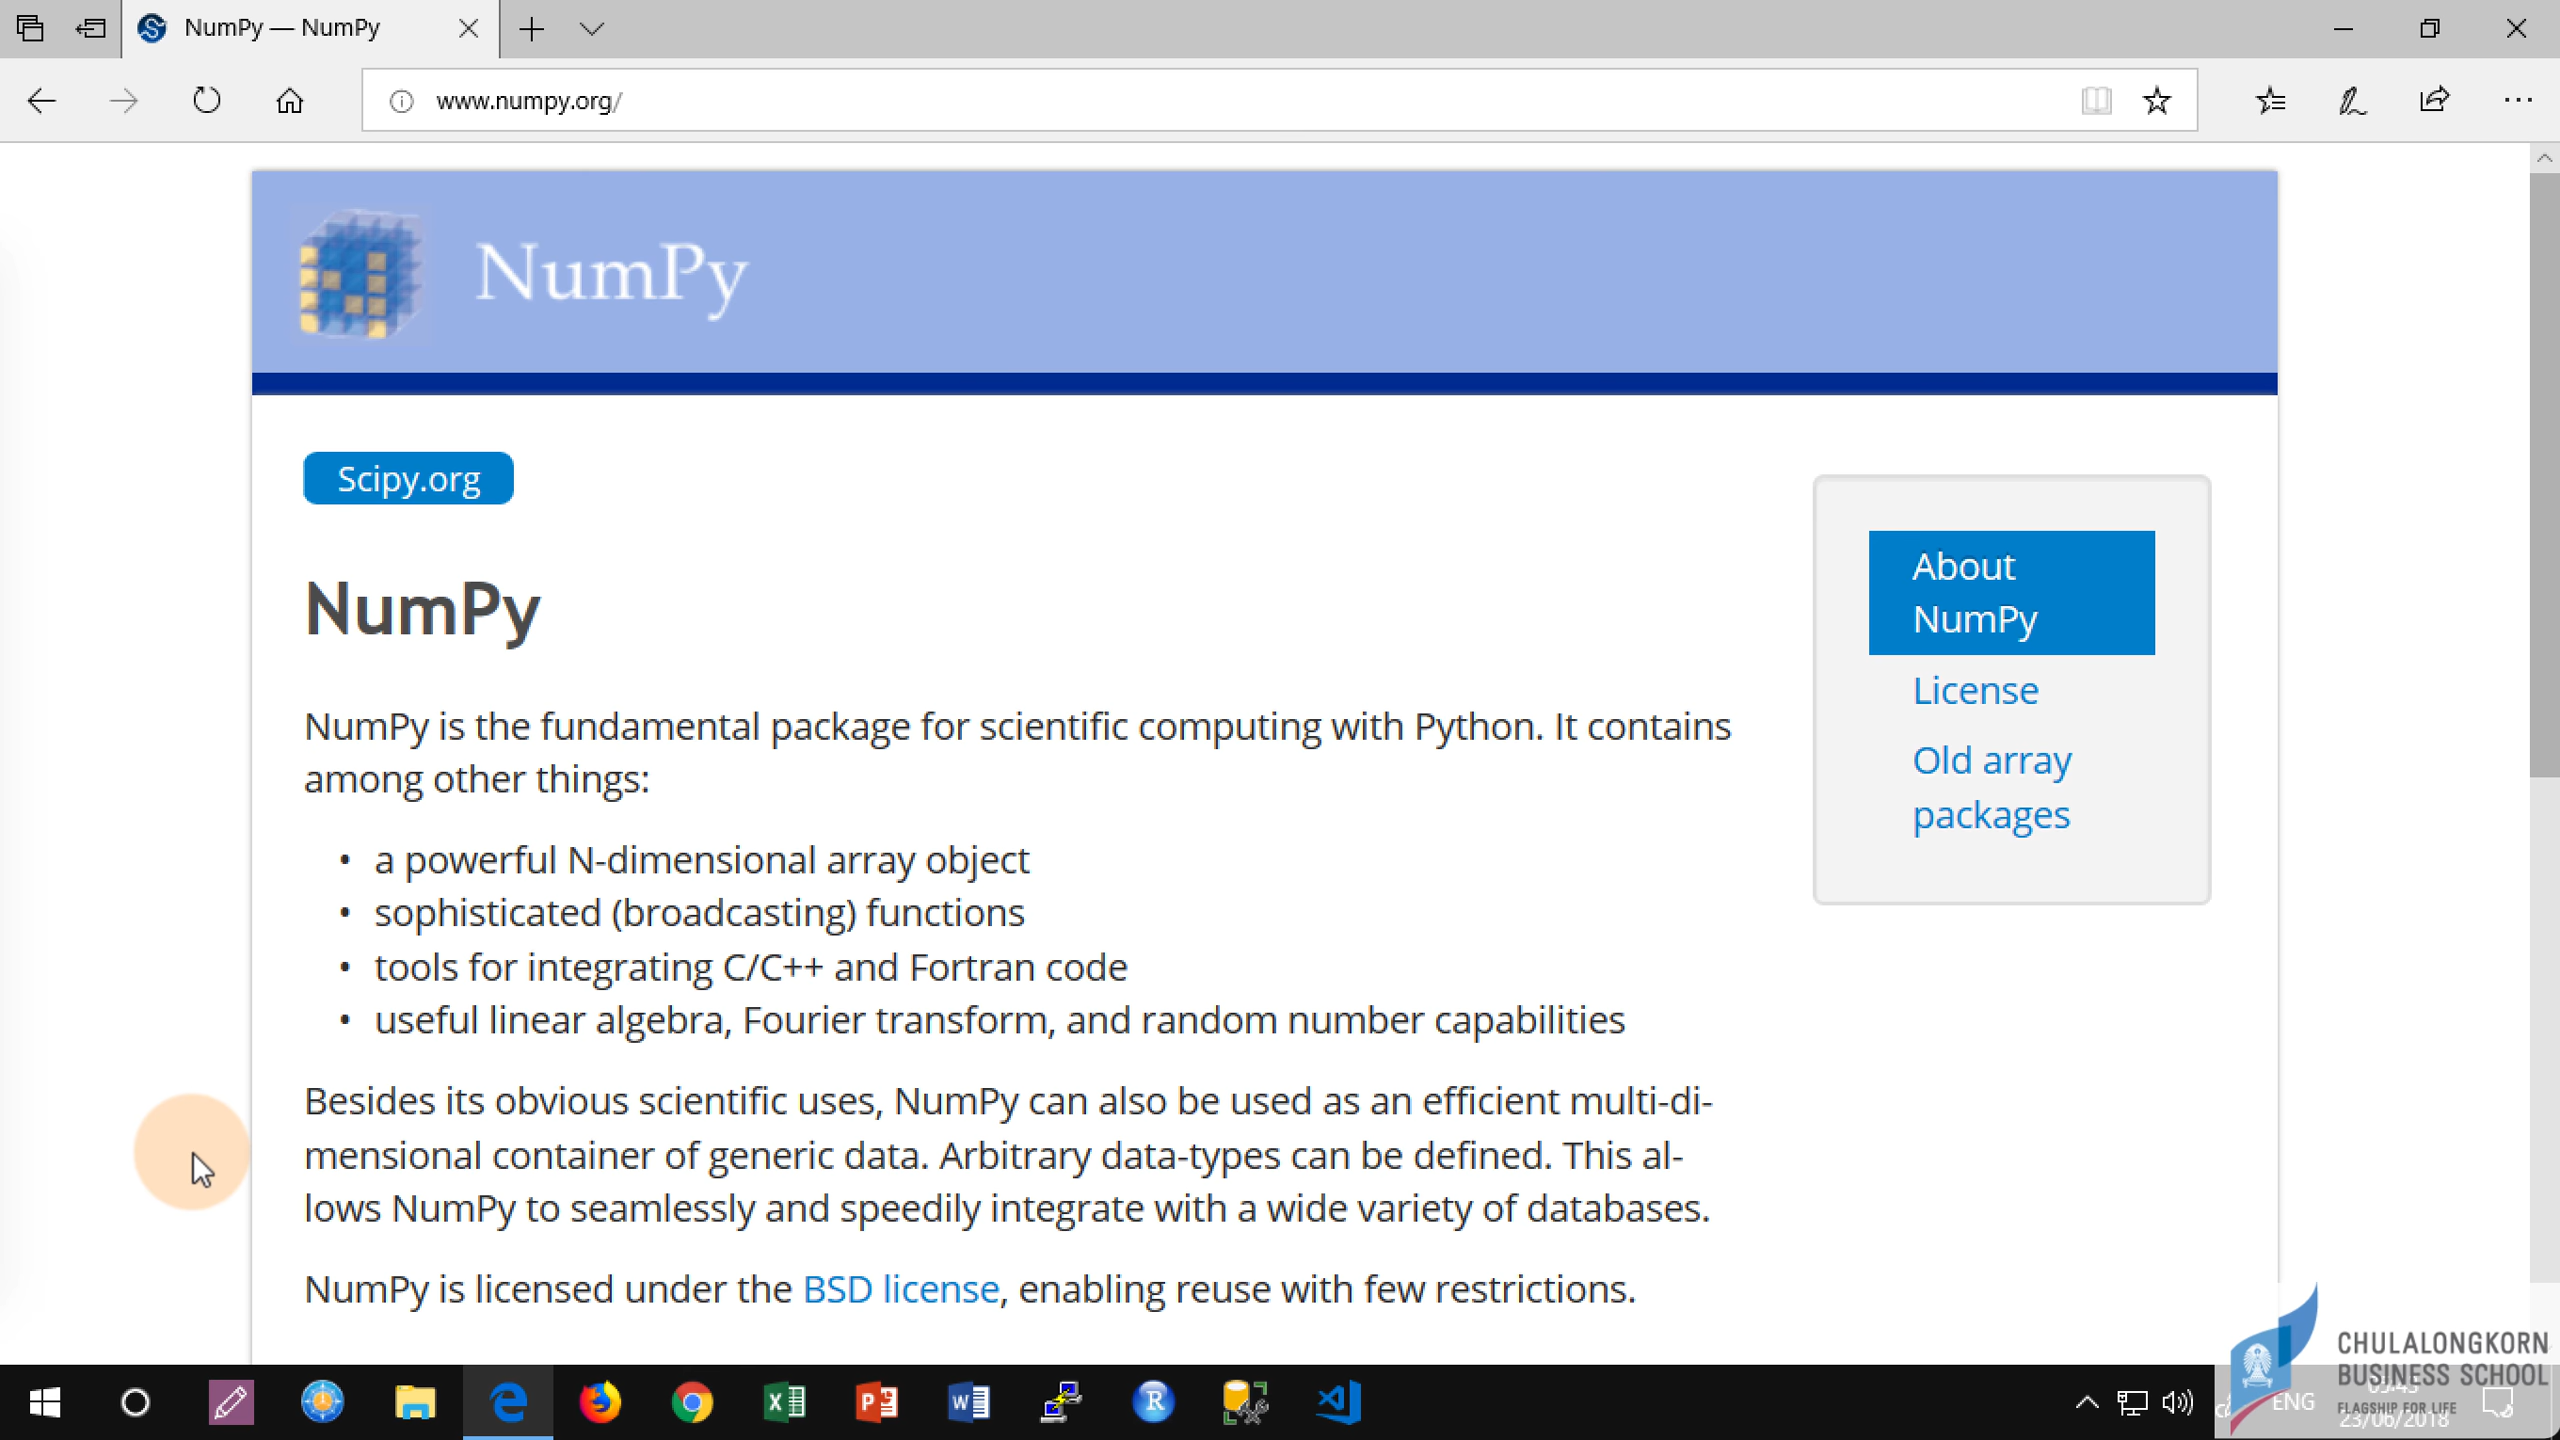 NumPy — NumPy
www.numpy.org/
NumPy
Scipy.org
NumPy
NumPy is the fundamental package for scientific computing with Python. It contains
among other things:
• a powerful N-dimensional array object
• sophisticated (broadcasting) functions
• tools for integrating C/C++ and Fortran code
• useful linear algebra, Fourier transform, and random number capabilities
Besides its obvious scientific uses, NumPy can also be used as an efficient multi-di-
mensional container of generic data. Arbitrary data-types can be defined. This al-
lows NumPy to seamlessly and speedily integrate with a wide variety of databases.
NumPy is licensed under the BSD license, enabling reuse with few restrictions.
About
NumPy
License
Old array
packages
CHULALONGKORN
BUSINESS SCHOOL
FLAGSHIP FOR LIFE
ENG
23/06/2018